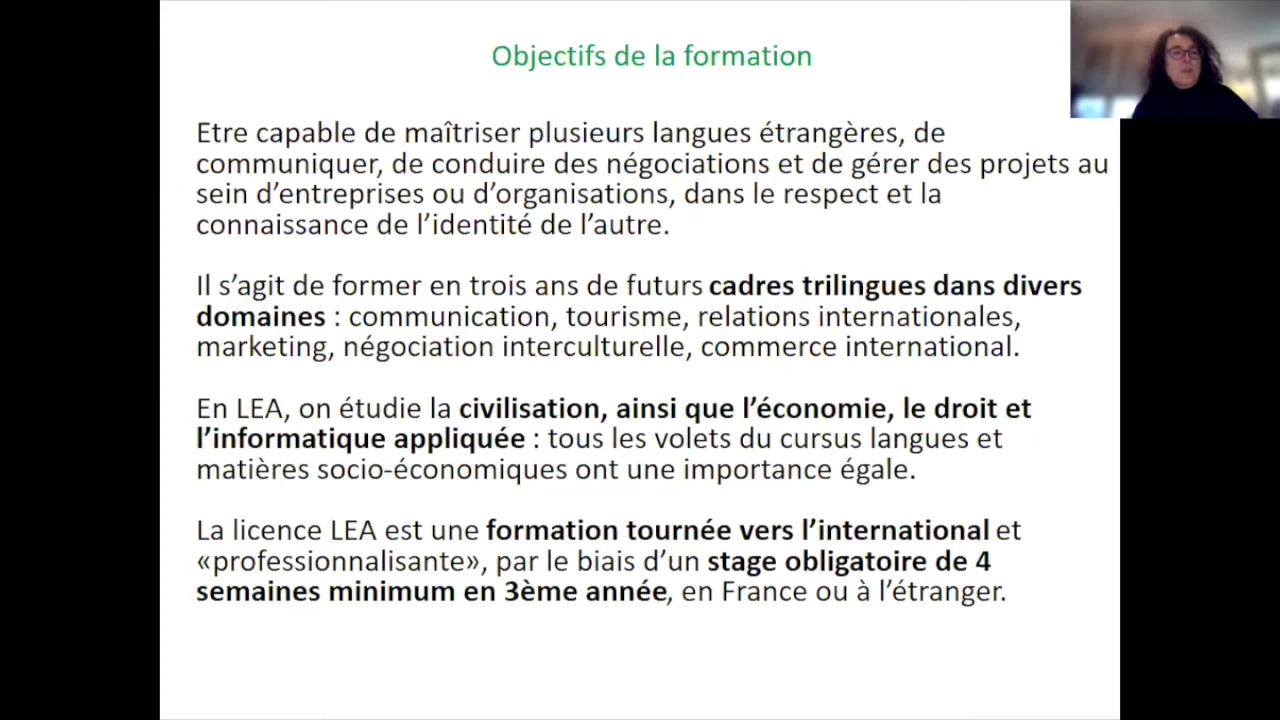 Objectifs de la formation
Etre capable de maîtriser plusieurs langues étrangères, de
communiquer, de conduire des négociations et de gérer des projets au
sein d’entreprises ou d’organisations, dans le respect et la
connaissance de l’identité de l’autre.
Il s’agit de former en trois ans de futurs cadres trilingues dans divers
domaines : communication, tourisme, relations internationales,
marketing, négociation interculturelle, commerce international.
En LEA, on étudie la civilisation, ainsi que l’économie, le droit et
l’informatique appliquée : tous les volets du cursus langues et
matières socio-économiques ont une importance égale.
La licence LEA est une formation tournée vers l’international et
«professionnalisante», par le biais d’un stage obligatoire de 4
semaines minimum en 3ème année, en France ou à l’étranger.